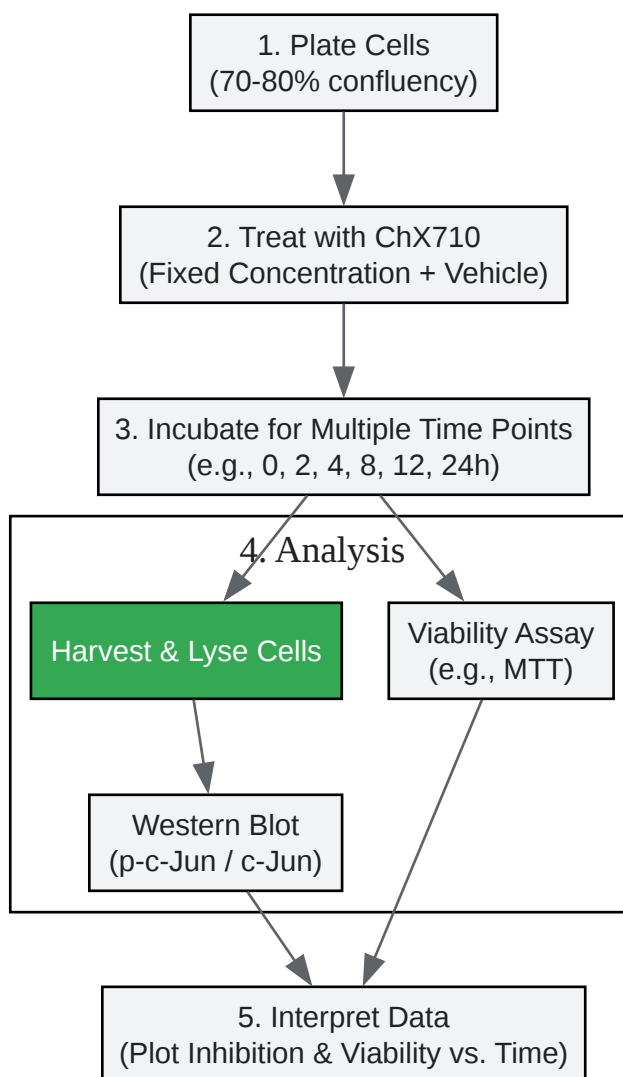 1. Plate Cells
(70-80% confluency)
2. Treat with ChX710
(Fixed Concentration + Vehicle)
3. Incubate for Multiple Time Points
(e.g., 0, 2, 4, 8, 12, 24h)
4. Analysis
Harvest & Lyse Cells
Viability Assay
(e.g., MTT)
Western Blot
(p-c-Jun / c-Jun)
5. Interpret Data
(Plot Inhibition & Viability vs. Time)